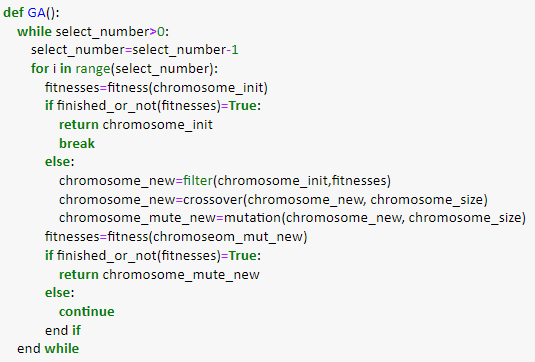 def GA():
while select_number>0:
select_number=select_number-1
for i in range(select_number):
fitnesses=fitness(chromosome_init)
if finished_or_not(fitnesses)=True:
return chromosome_init
break
else:
chromosome_new=filter(chromosome_init,fitnesses)
chromosome_new=crossover(chromosome_new, chromosome_size)
chromosome_mute_new=mutation(chromosome_new, chromosome_size)
fitnesses=fitness(chromoseom_mut_new)
if finished_or_not(fitnesses)=True:
return chromosome_mute_new
else:
continue
end if
end while